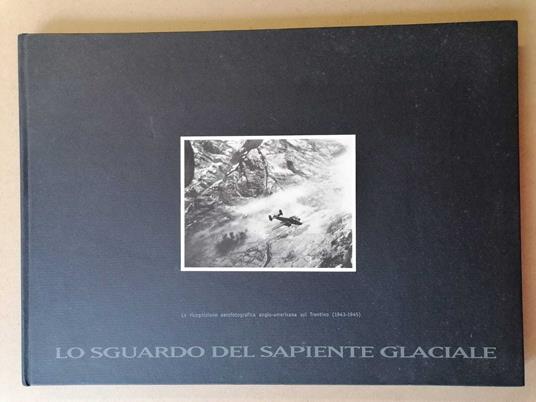 La ricognizione aerofotografica anglo-americana sul Trentino (1943-1945)
LO SGUARDO DEL SAPIENTE GLACIALE